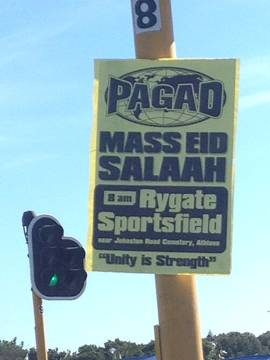 8
PAGAD
MASS EID
SALAAH
8 am Rygate
Sportsfield
near Johnston Road Cemetery, Athlone
"Unity is Strength"